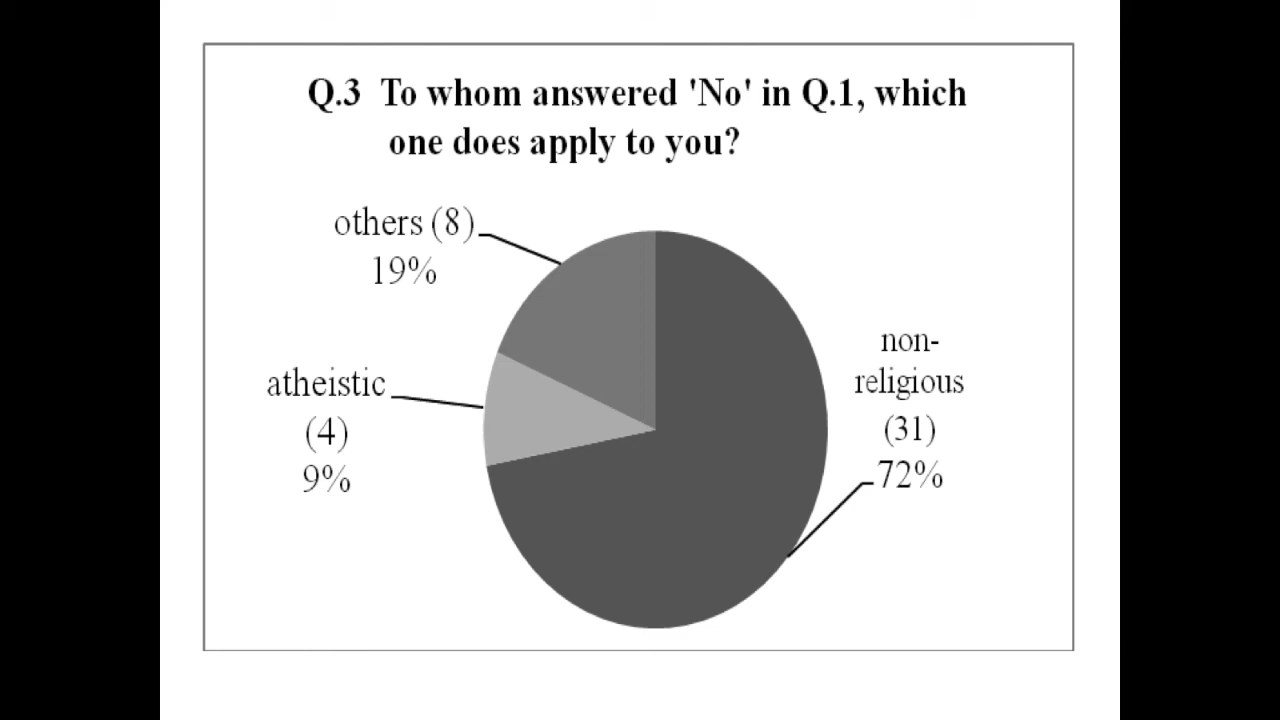 Q.3 To whom answered 'No' in Q.1, which
one does apply to you?
others (8)
19%
atheistic
(4)
9%
non-
religious
(31)
72%